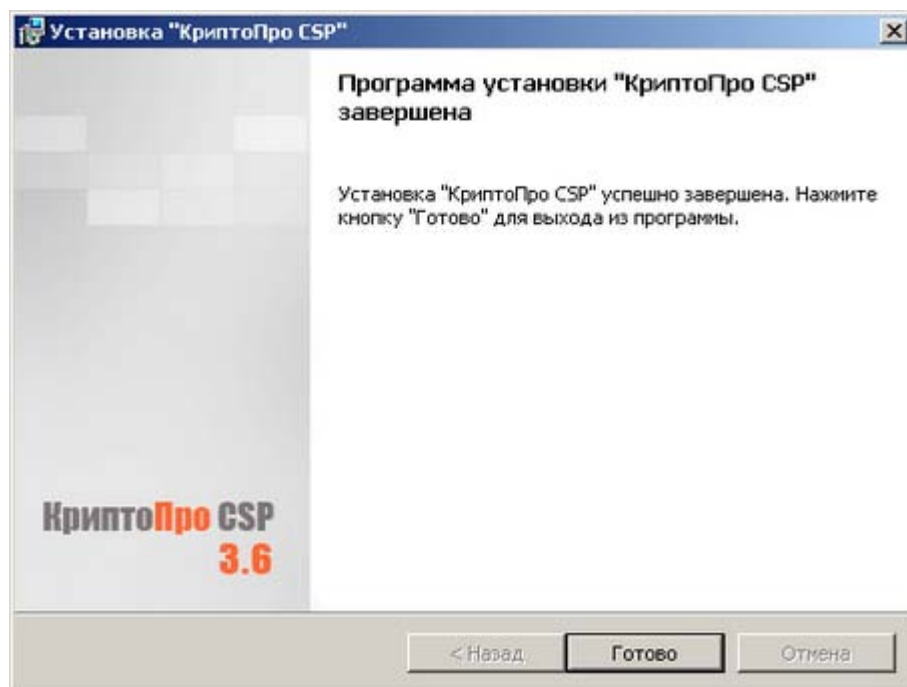 Установка "КриптоПро CSP"
Программа установки "КриптоПро CSP"
завершена
Установка "КриптоПро CSP" успешно завершена. Нажмите
кнопку "Готово" для выхода из программы.
КриптоПро CSP
3.6
< Назад
Готово
Отмена